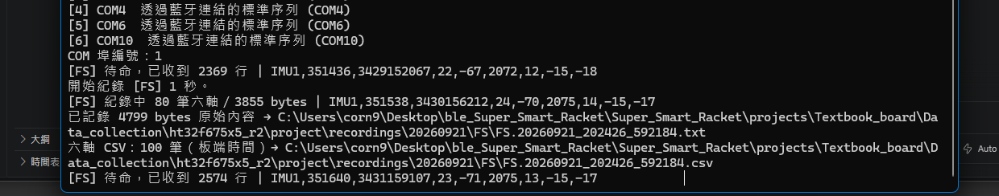 [4] COM4 透過藍牙連結的標準序列 (COM4)
[5] COM6 透過藍牙連結的標準序列 (COM6)
[6] COM10 透過藍牙連結的標準序列 (COM10)
COM 埠編號：1
[FS] 待命，已收到 2369 行 | IMU1,351436,3429152067,22,-67,2072,12,-15,-18
開始紀錄 [FS] 1 秒。
[FS] 紀錄中 80 筆六軸／3855 bytes | IMU1,351538,3430156212,24,-70,2075,14,-15,-17
已記錄 4799 bytes 原始內容 → C:\Users\corn9\Desktop\ble_Super_Smart_Racket\Super_Smart_Racket\projects\Textbook_board\Da
ta_collection\ht32f675x5_r2\project\recordings\20260921\FS\FS.20260921_202426_592184.txt
六軸 CSV：100 筆（板端時間）→ C:\Users\corn9\Desktop\ble_Super_Smart_Racket\Super_Smart_Racket\projects\Textbook_board\D
ata_collection\ht32f675x5_r2\project\recordings\20260921\FS\FS.20260921_202426_592184.csv
[FS] 待命，已收到 2574 行 | IMU1,351640,3431159107,23,-71,2075,13,-15,-17
大綱
時間表
Auto